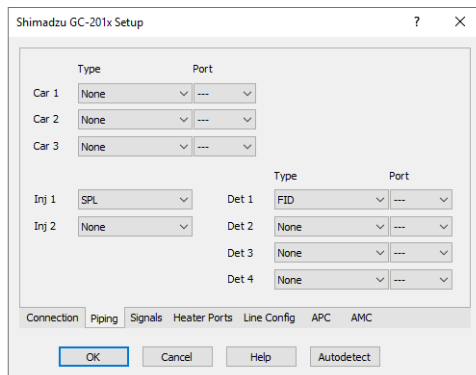 Shimadzu GC-201x Setup ? ×
Type Port
Car 1 None ---
Car 2 None ---
Car 3 None ---
Type Port
Inj 1 SPL Det 1 FID ---
Inj 2 None Det 2 None ---
Det 3 None ---
Det 4 None ---
Connection Piping Signals Heater Ports Line Config APC AMC
OK Cancel Help Autodetect